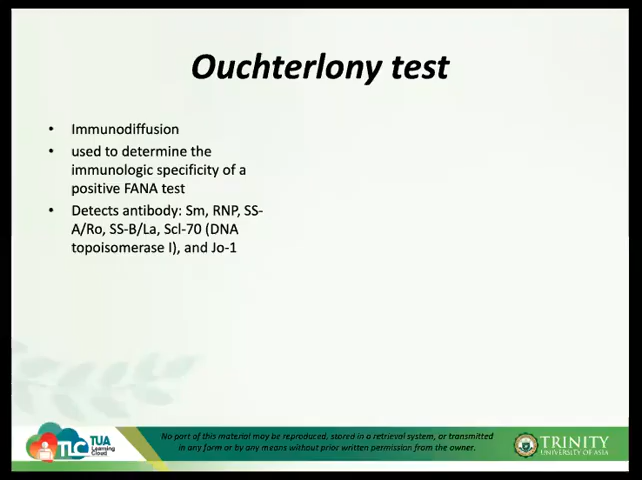 Ouchterlony test
• Immunodiffusion
• used to determine the
immunologic specificity of a
positive FANA test
• Detects antibody: Sm, RNP, SS-
A/Ro, SS-B/La, Scl-70 (DNA
topoisomerase I), and Jo-1
TLC
TUA
Learning
Cloud
No part of this material may be reproduced, stored in a retrieval system, or transmitted
in any form or by any means without prior written permission from the owner.
TRINITY
UNIVERSITY OF ASIA